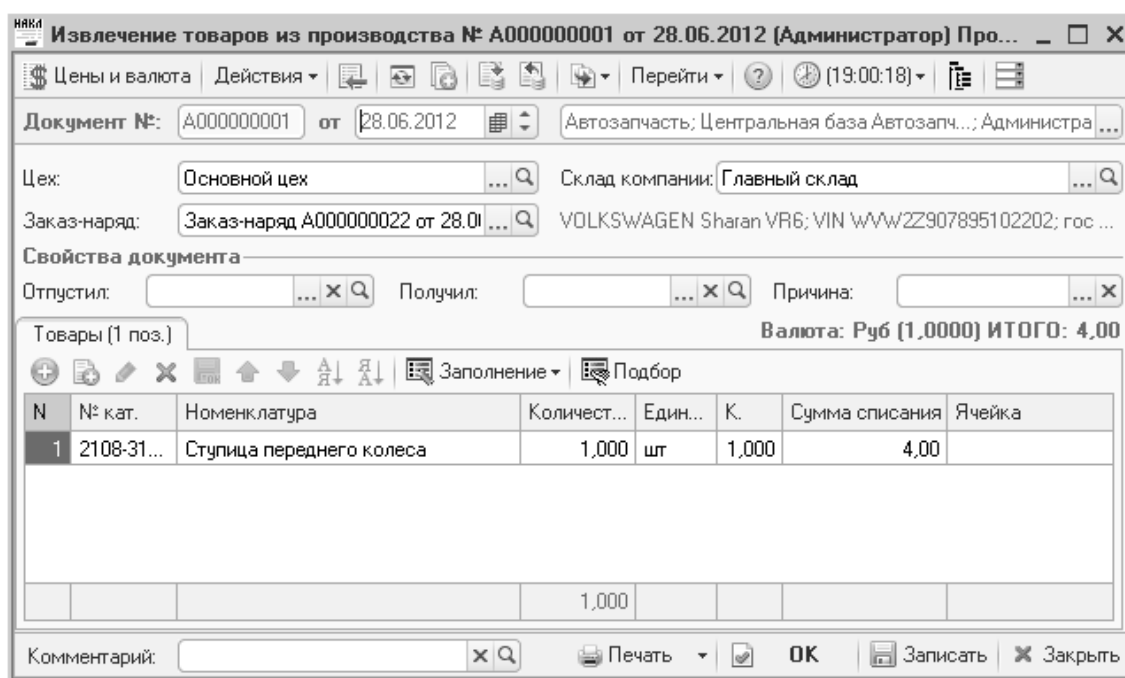 НАКЛ Извлечение товаров из производства № А000000001 от 28.06.2012 (Администратор) Про...
Цены и валюта Действия Перейти (19:00:18)
Документ №: А000000001 от 28.06.2012 Автозапчасть; Центральная база Автозапч...; Администра ...
Цех: Основной цех ... Склад компании: Главный склад ...
Заказ-наряд: Заказ-наряд А000000022 от 28.0 ... VOLKSWAGEN Sharan VR6; VIN WVWZZ907895102202; гос ...
Свойства документа
Отпустил: ... Получил: ... Причина: ...
Товары (1 поз.) Валюта: Руб (1,0000) ИТОГО: 4,00
Заполнение Подбор
N № кат. Номенклатура Количест... Един... К. Сумма списания Ячейка
1 2108-31... Ступица переднего колеса 1,000 шт 1,000 4,00
1,000
Комментарий: Печать OK Записать Закрыть